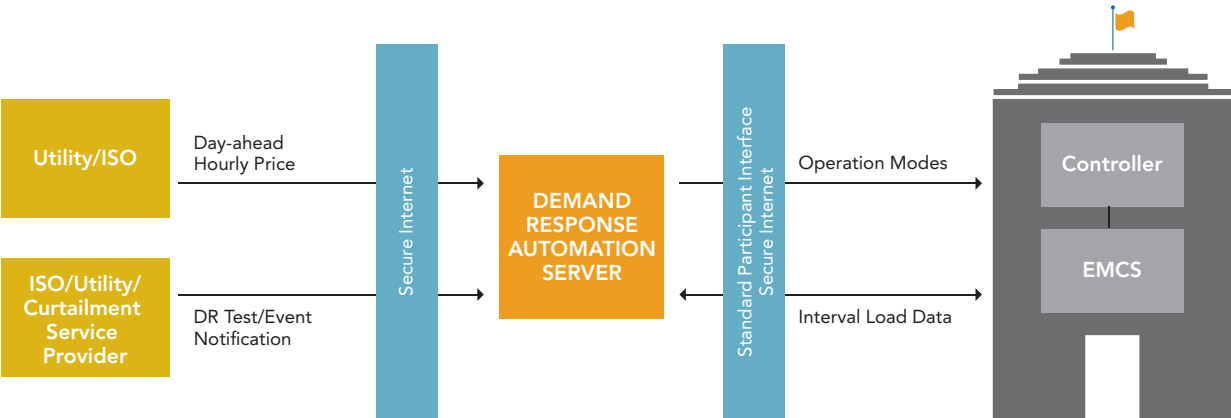 Utility/ISO
Day-ahead
Hourly Price
ISO/Utility/
Curtailment
Service
Provider
DR Test/Event
Notification
Secure Internet
DEMAND
RESPONSE
AUTOMATION
SERVER
Standard Participant Interface
Secure Internet
Operation Modes
Interval Load Data
Controller
EMCS